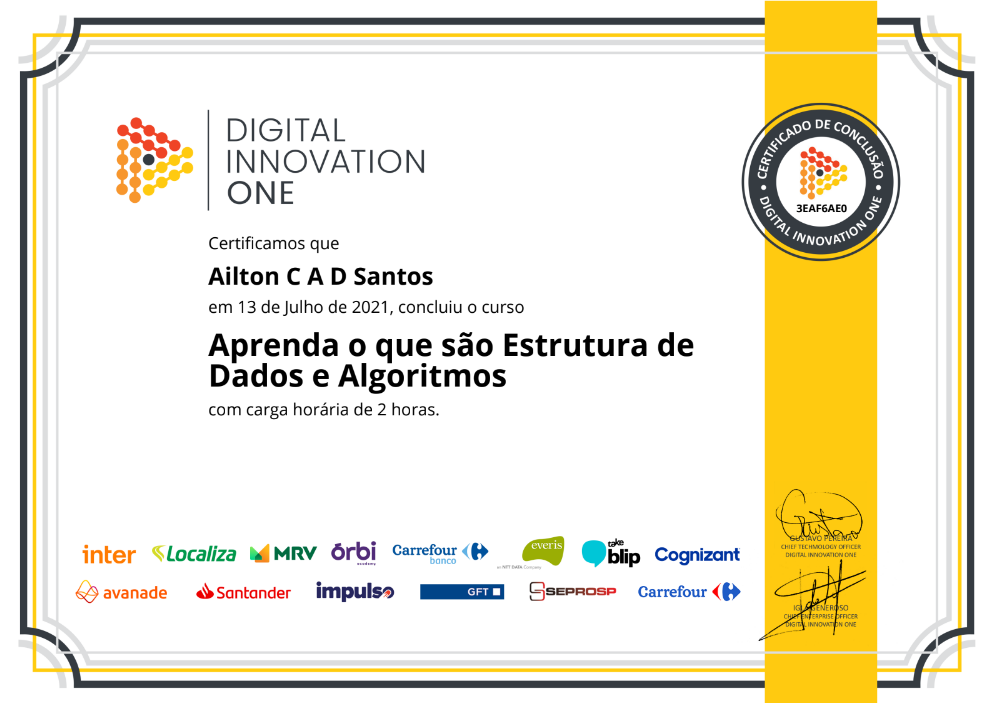 DIGITAL
INNOVATION
ONE
CERTIFICADO DE CONCLUSÃO
3EAF6AE0
DIGITAL INNOVATION ONE
Certificamos que
Ailton C A D Santos
em 13 de Julho de 2021, concluiu o curso
Aprenda o que são Estrutura de
Dados e Algoritmos
com carga horária de 2 horas.
inter Localiza MRV órbi academy Carrefour banco everis an NTT DATA Company take blip Cognizant
avanade Santander impulso GFT SEPROSP Carrefour
GUSTAVO PEREIRA
CHIEF TECHNOLOGY OFFICER
DIGITAL INNOVATION ONE
GENEROSO
CHIEF ENTERPRISE OFFICER
DIGITAL INNOVATION ONE